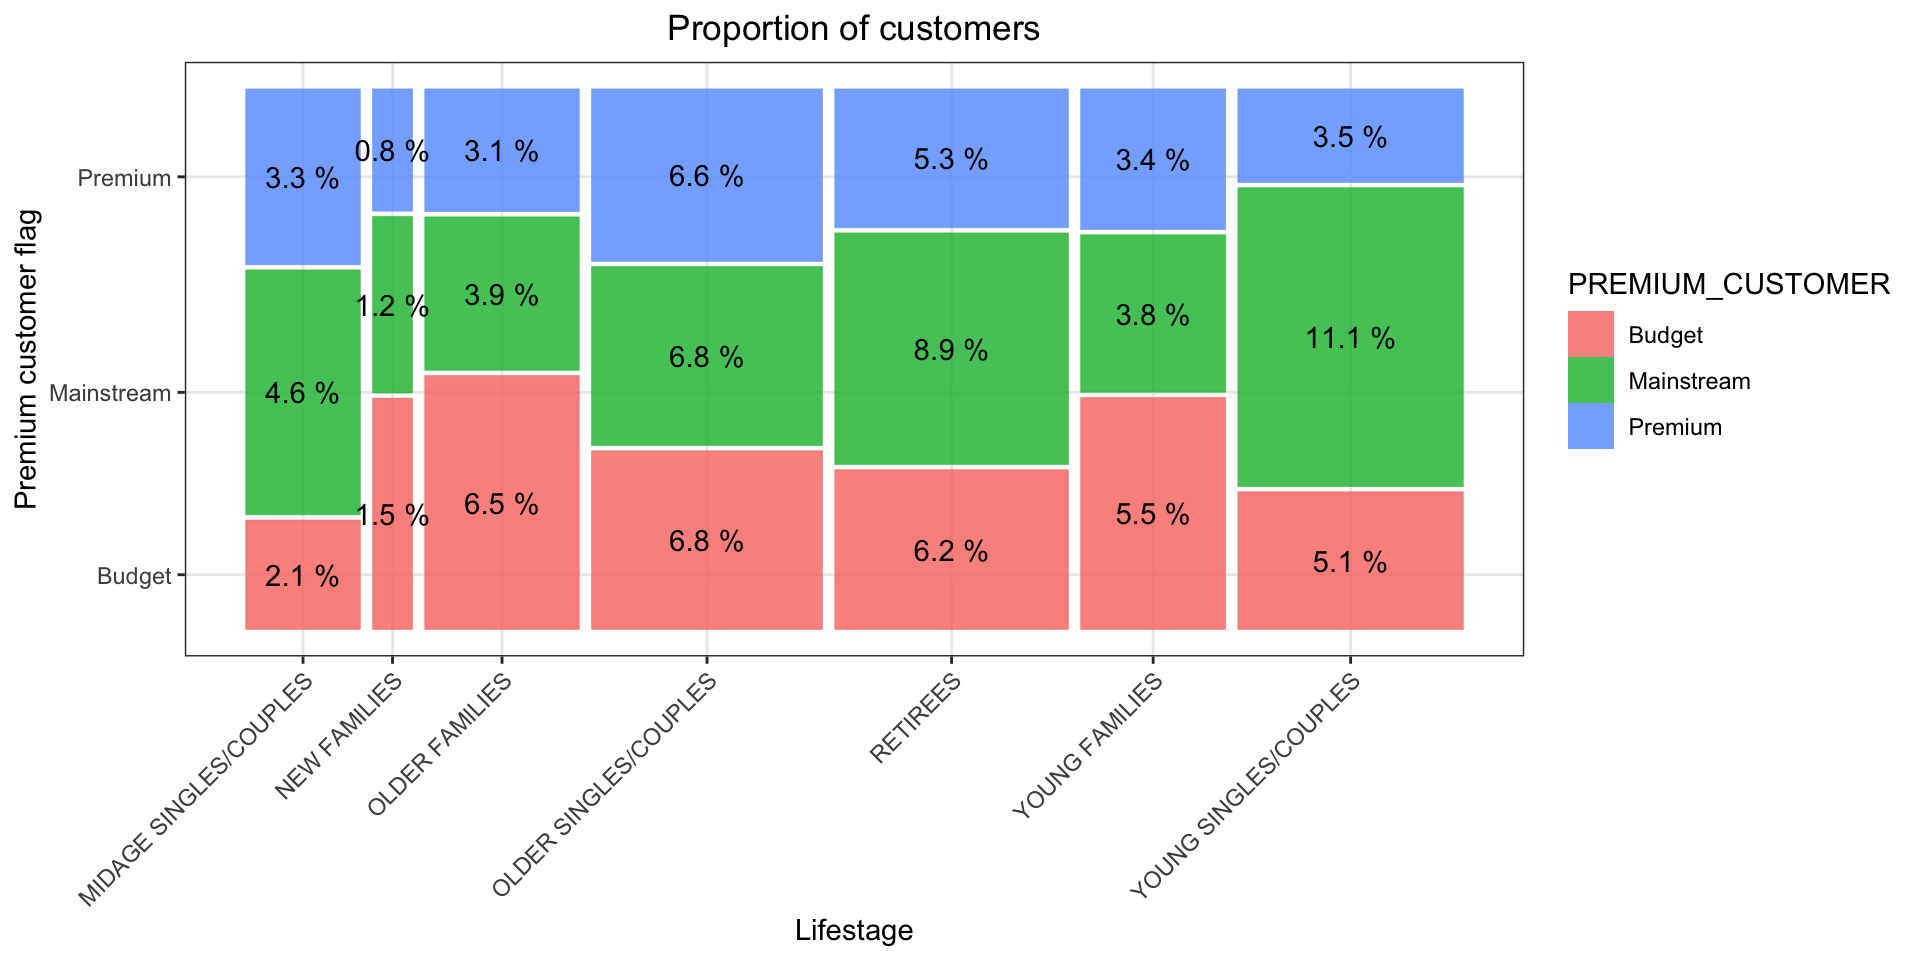 Proportion of customers
Premium customer flag
Premium
Mainstream
Budget
3.3 %
0.8 %
3.1 %
6.6 %
5.3 %
3.4 %
3.5 %
4.6 %
1.2 %
3.9 %
6.8 %
8.9 %
3.8 %
11.1 %
2.1 %
1.5 %
6.5 %
6.8 %
6.2 %
5.5 %
5.1 %
MIDAGE SINGLES/COUPLES
NEW FAMILIES
OLDER FAMILIES
OLDER SINGLES/COUPLES
RETIREES
YOUNG FAMILIES
YOUNG SINGLES/COUPLES
Lifestage
PREMIUM_CUSTOMER
Budget
Mainstream
Premium